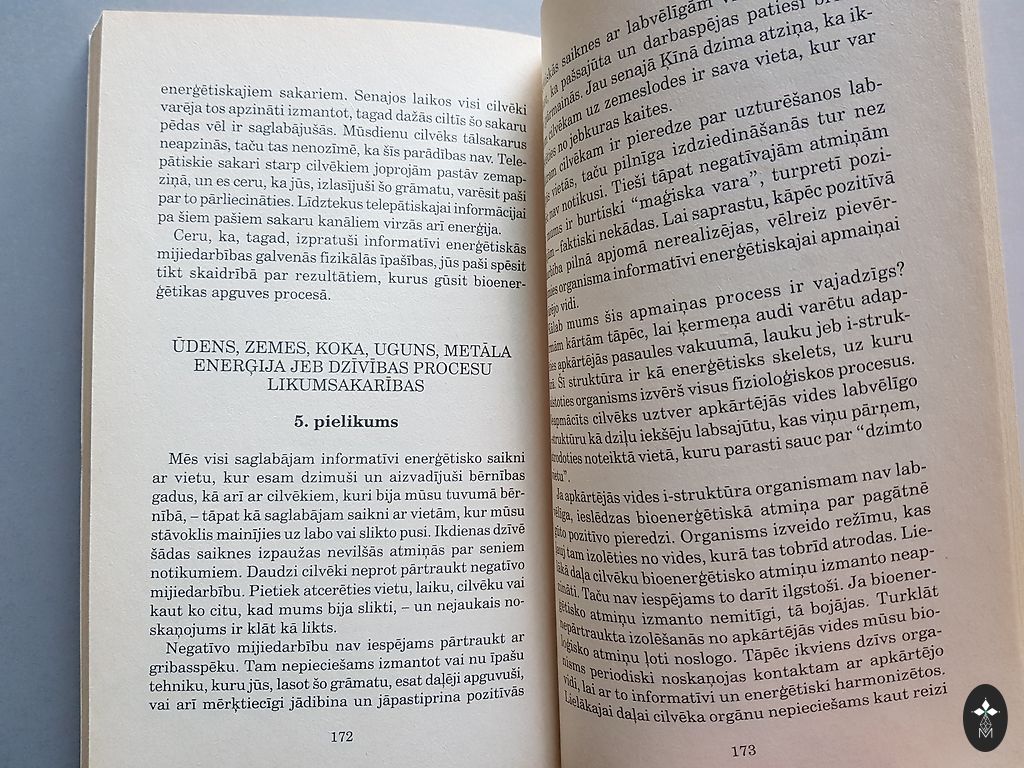 enerģētiskajiem sakariem. Senajos laikos visi cilvēki
varēja tos apzināti izmantot, tagad dažās ciltīs šo sakaru
pēdas vēl ir saglabājušās. Mūsdienu cilvēks tālsakarus
neapzinās, taču tas nenozīmē, ka šīs parādības nav. Tele-
pātiskie sakari starp cilvēkiem joprojām pastāv zemap-
ziņā, un es ceru, ka jūs, izlasījuši šo grāmatu, varēsit paši
par to pārliecināties. Līdztekus telepātiskajai informācijai
pa šiem pašiem sakaru kanāliem virzās arī enerģija.
Ceru, ka, tagad, izpratuši informatīvi enerģētiskās
mijiedarbības galvenās fizikālās īpašības, jūs paši spēsit
tikt skaidrībā par rezultātiem, kurus gūsit bioener-
ģētikas apguves procesā.
ŪDENS, ZEMES, KOKA, UGUNS, METĀLA
ENERĢIJA JEB DZĪVĪBAS PROCESU
LIKUMSAKARĪBAS
5. pielikums
Mēs visi saglabājam informatīvi enerģētisko saikni
ar vietu, kur esam dzimuši un aizvadījuši bērnības
gadus, kā arī ar cilvēkiem, kuri bija mūsu tuvumā bēr-
nībā, – tāpat kā saglabājam saikni ar vietām, kur mūsu
stāvoklis mainījies uz labo vai slikto pusi. Ikdienas dzīvē
šādas saiknes izpaužas nevilšās atmiņās par seniem
notikumiem. Daudzi cilvēki neprot pārtraukt negatīvo
mijiedarbību. Pietiek atcerēties vietu, laiku, cilvēku vai
kaut ko citu, kad mums bija slikti, – un nejaukais no-
skaņojums ir klāt kā likts.
Negatīvo mijiedarbību nav iespējams pārtraukt ar
gribasspēku. Tam nepieciešams izmantot vai nu īpašu
tehniku, kuru jūs, lasot šo grāmatu, esat daļēji apguvuši,
vai arī mērķtiecīgi jādibina un jāpastiprina pozitīvās
172
saiknes ar labvēlīgām
ka pašsajūta un darbaspējas patiesi
Jau senajā Ķīnā dzima atziņa, ka ik-
cilvēkam uz zemeslodes ir sava vieta, kur var
no jebkuras kaites.
cilvēkam ir pieredze par uzturēšanos lab-
vietās, taču pilnīga izdziedināšanās tur nez
nav notikusi. Tieši tāpat negatīvajām atmiņām
ir burtiski “maģiska vara”, turpretī pozi-
faktiski nekādas. Lai saprastu, kāpēc pozitīvā
pilnā apjomā nerealizējas, vēlreiz pievēr-
organisma informatīvi enerģētiskajai apmaiņai
vidi.
mums šis apmaiņas process ir vajadzīgs?
kārtām tāpēc, lai ķermeņa audi varētu adap-
apkārtējās pasaules vakuumā, lauku jeb i-struk-
Šī struktūra ir kā enerģētisks skelets, uz kuru
organisms izvērš visus fizioloģiskos procesus.
cilvēks uztver apkārtējās vides labvēlīgo
kā dziļu iekšēju labsajūtu, kas viņu pārņem,
noteiktā vietā, kuru parasti sauc par “dzimto
Ja apkārtējās vides i-struktūra organismam nav lab-
ieslēdzas bioenerģētiskā atmiņa par pagātnē
gūto pozitīvo pieredzi. Organisms izveido režīmu, kas
ļauj tam izolēties no vides, kurā tas tobrīd atrodas. Lie-
daļa cilvēku bioenerģētisko atmiņu izmanto neap-
Taču nav iespējams to darīt ilgstoši. Ja bioener-
ģētisko atmiņu izmanto nemitīgi, tā bojājas. Turklāt
nepārtraukta izolēšanās no apkārtējās vides mūsu bio-
loģisko atmiņu ļoti noslogo. Tāpēc ikviens dzīvs orga-
nisms periodiski noskaņojas kontaktam ar apkārtējo
vidi, lai ar to informatīvi un enerģētiski harmonizētos.
Lielākajai daļai cilvēka orgānu nepieciešams kaut reizi
173
M